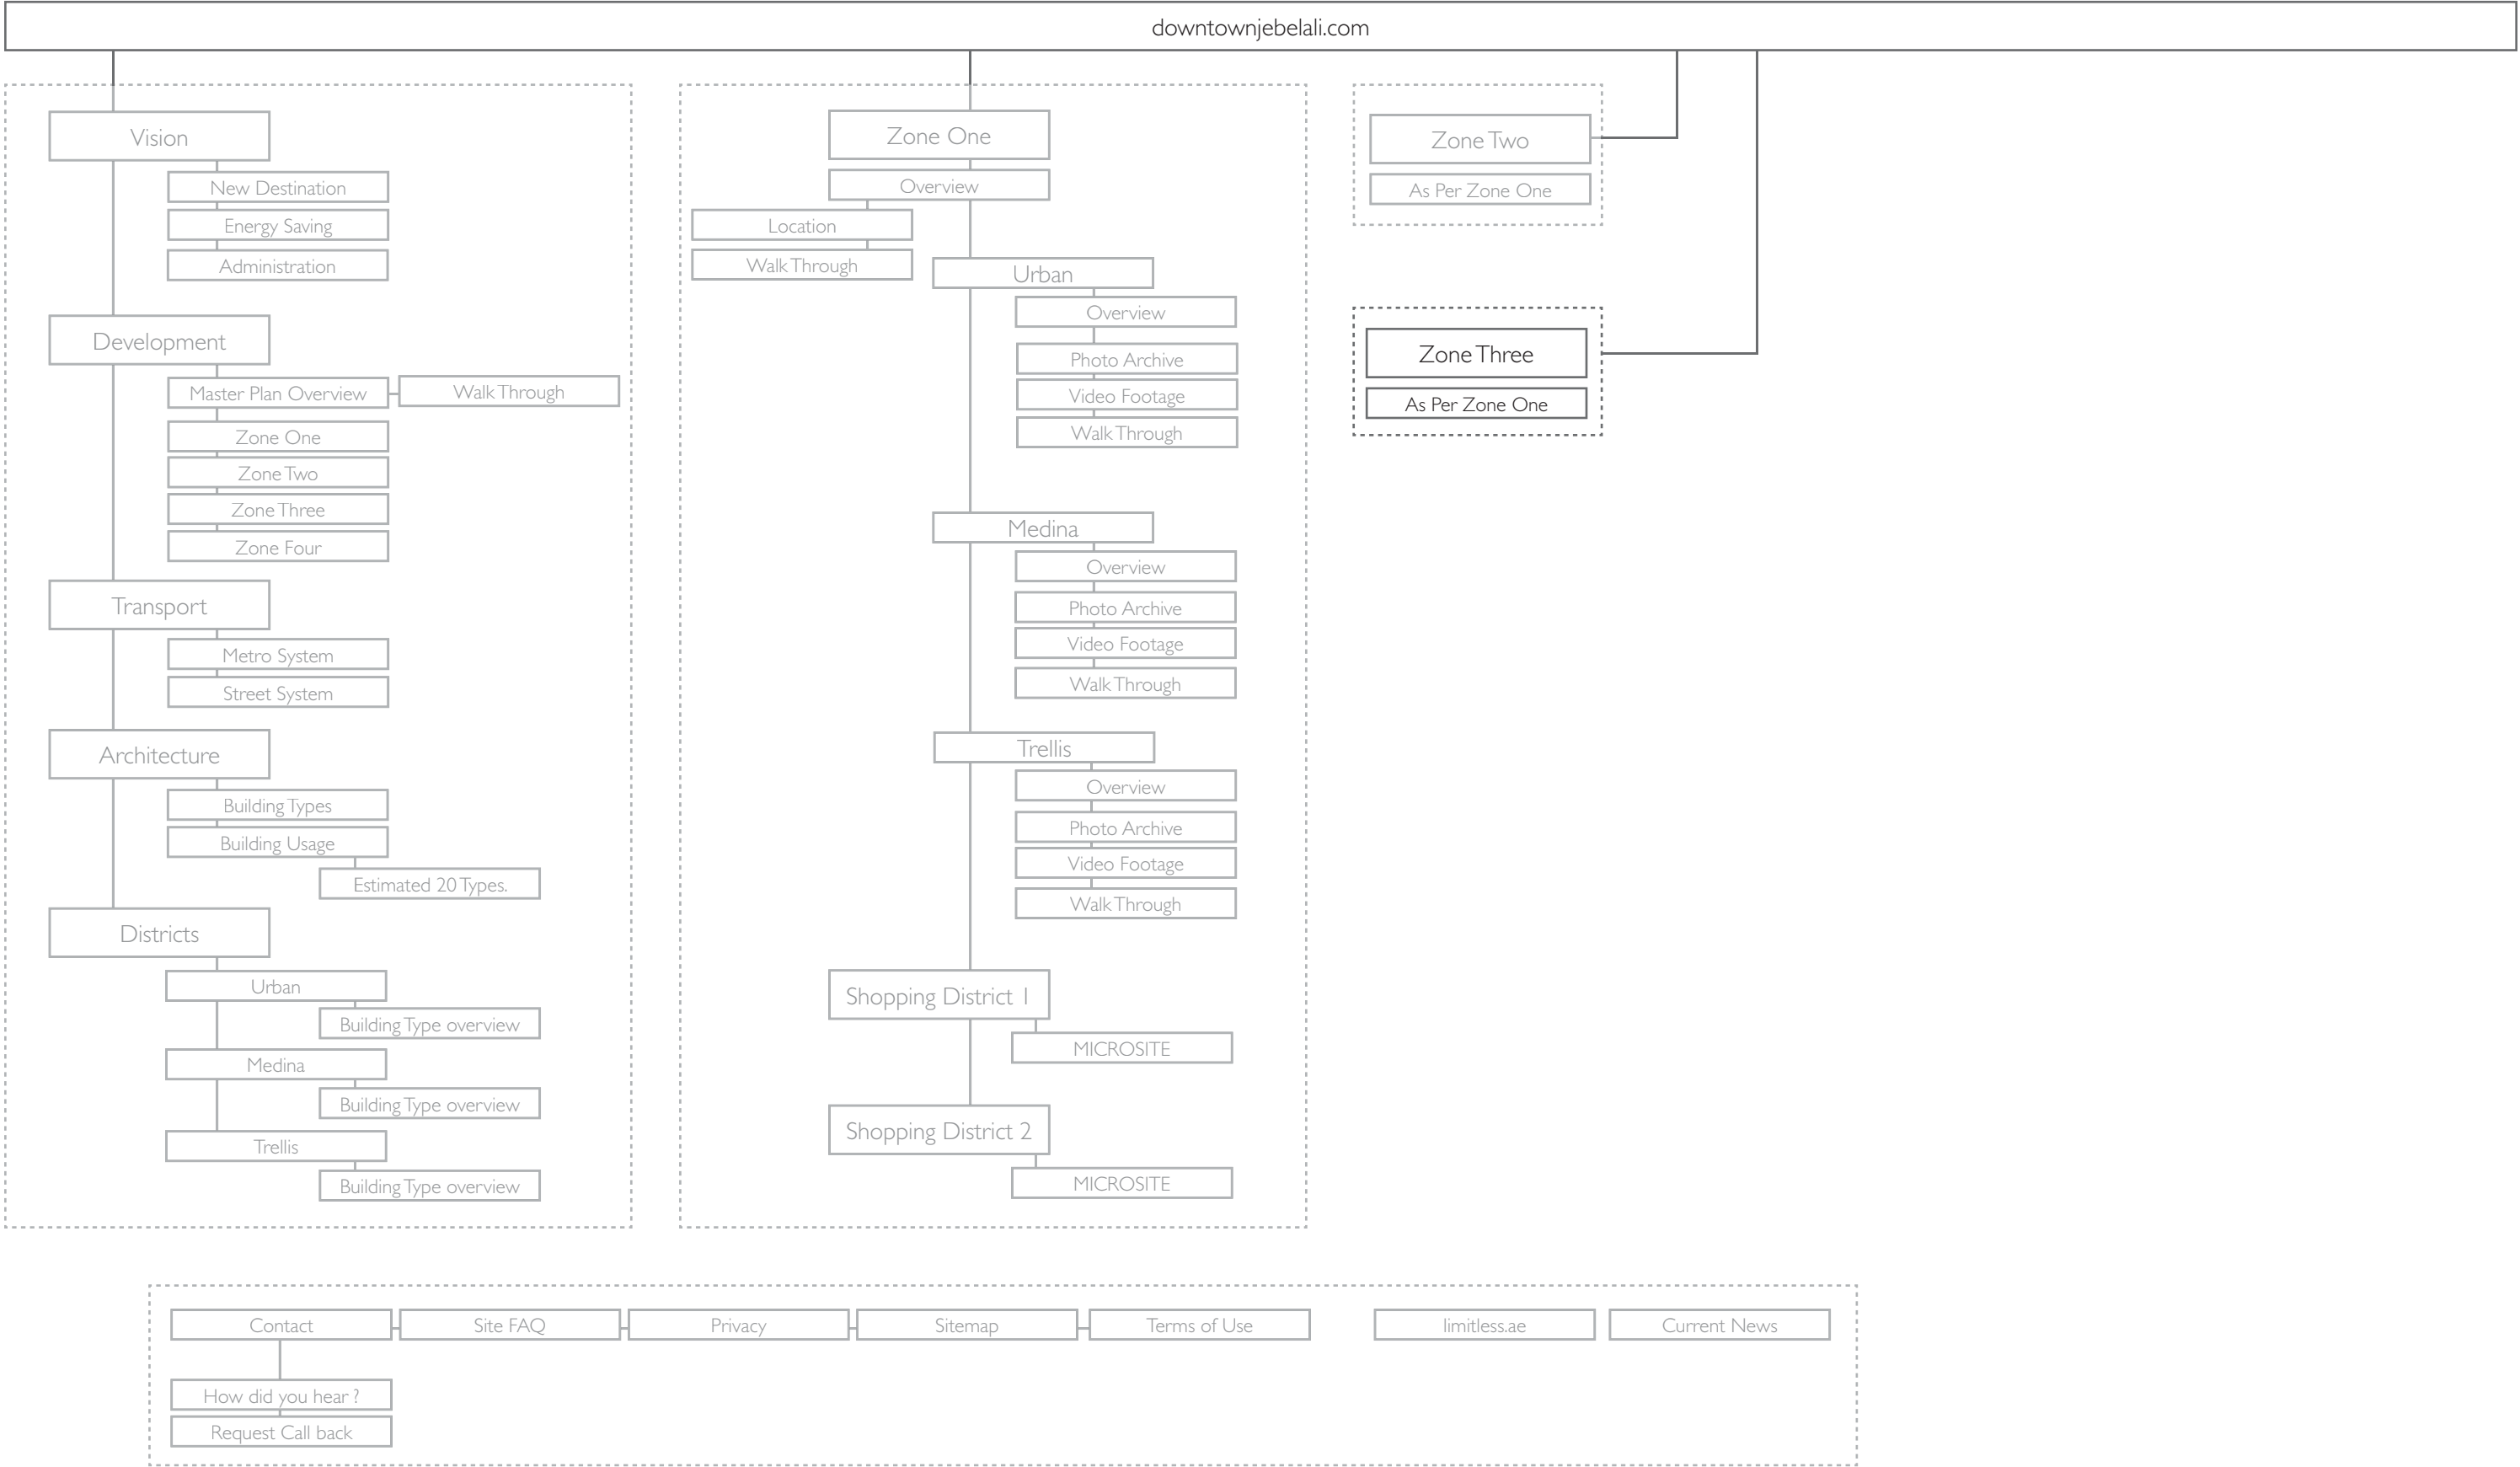 downtownjebelali.com
Vision
New Destination
Energy Saving
Administration
Development
Master Plan Overview
Walk Through
Zone One
Zone Two
Zone Three
Zone Four
Transport
Metro System
Street System
Architecture
Building Types
Building Usage
Estimated 20 Types.
Districts
Urban
Building Type overview
Medina
Building Type overview
Trellis
Building Type overview
Zone One
Overview
Location
Walk Through
Urban
Overview
Photo Archive
Video Footage
Walk Through
Medina
Overview
Photo Archive
Video Footage
Walk Through
Trellis
Overview
Photo Archive
Video Footage
Walk Through
Shopping District 1
MICROSITE
Shopping District 2
MICROSITE
Zone Two
As Per Zone One
Zone Three
As Per Zone One
Contact
Site FAQ
Privacy
Sitemap
Terms of Use
limitless.ae
Current News
How did you hear ?
Request Call back